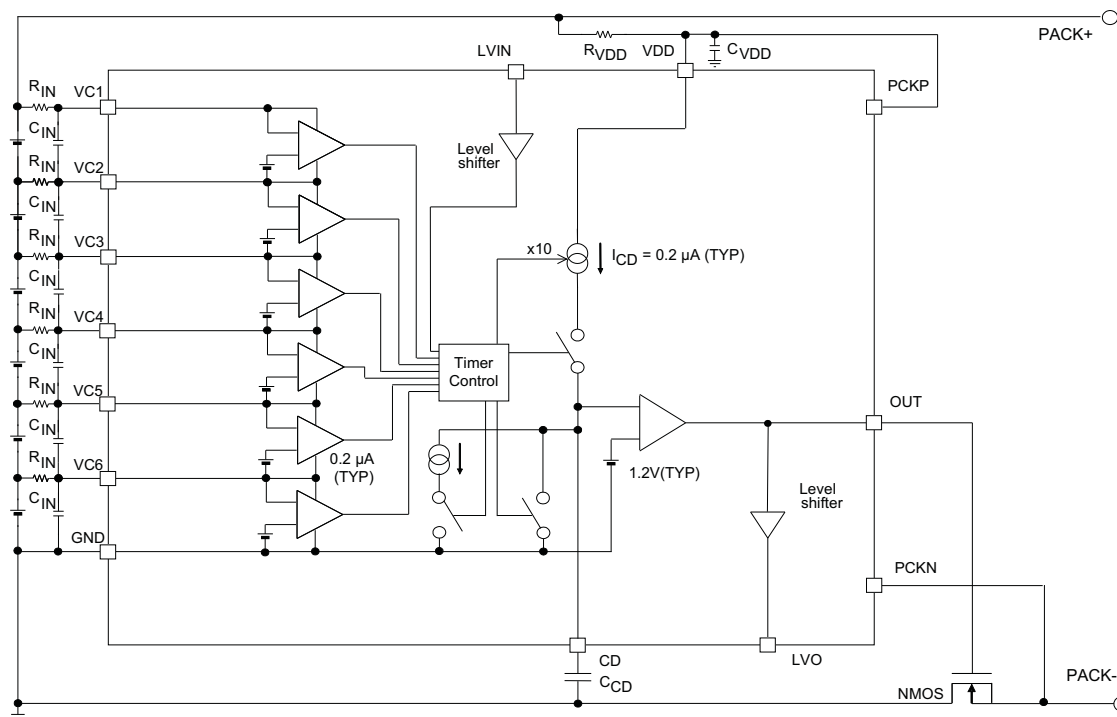 PACK+
LVIN
RVDD
VDD
CVDD
PCKP
RIN
VC1
CIN
Level
shifter
RIN
VC2
CIN
RIN
VC3
x10
ICD = 0.2 µA (TYP)
CIN
RIN
VC4
CIN
Timer
Control
RIN
VC5
OUT
CIN
0.2 µA
(TYP)
RIN
VC6
1.2V(TYP)
CIN
Level
shifter
GND
PCKN
CD
LVO
CCD
NMOS
PACK-